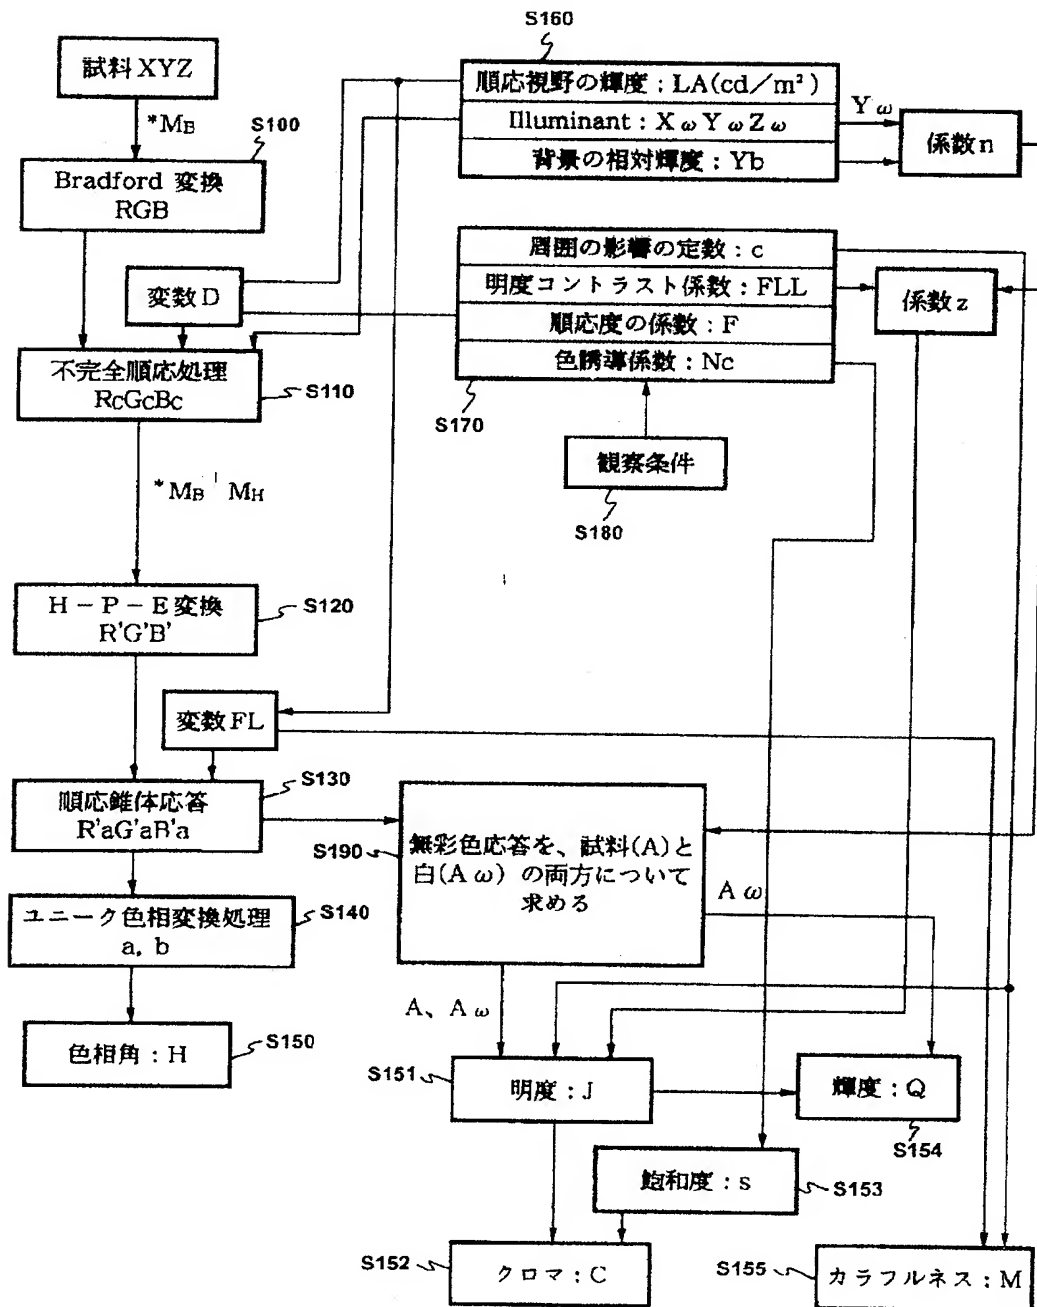 S160
試料XYZ
順応視野の輝度：LA(cd/m²)
Illuminant：XωYωZω
背景の相対輝度：Yb
Yω
係数n
*MB
S100
Bradford 変換
RGB
周囲の影響の定数：c
明度コントラスト係数：FLL
順応度の係数：F
色誘導係数：Nc
係数z
変数D
不完全順応処理
RcGcBc
S110
S170
観察条件
S180
*MB
MH
H－P－E変換
R'G'B'
S120
変数FL
S130
順応錐体応答
R'aG'aB'a
S190
無彩色応答を、試料(A)と
白(Aω)の両方について
求める
Aω
ユニーク色相変換処理
a, b
S140
A、Aω
色相角：H
S150
S151
明度：J
輝度：Q
S154
飽和度：s
S153
S152
クロマ：C
S155
カラフルネス：M